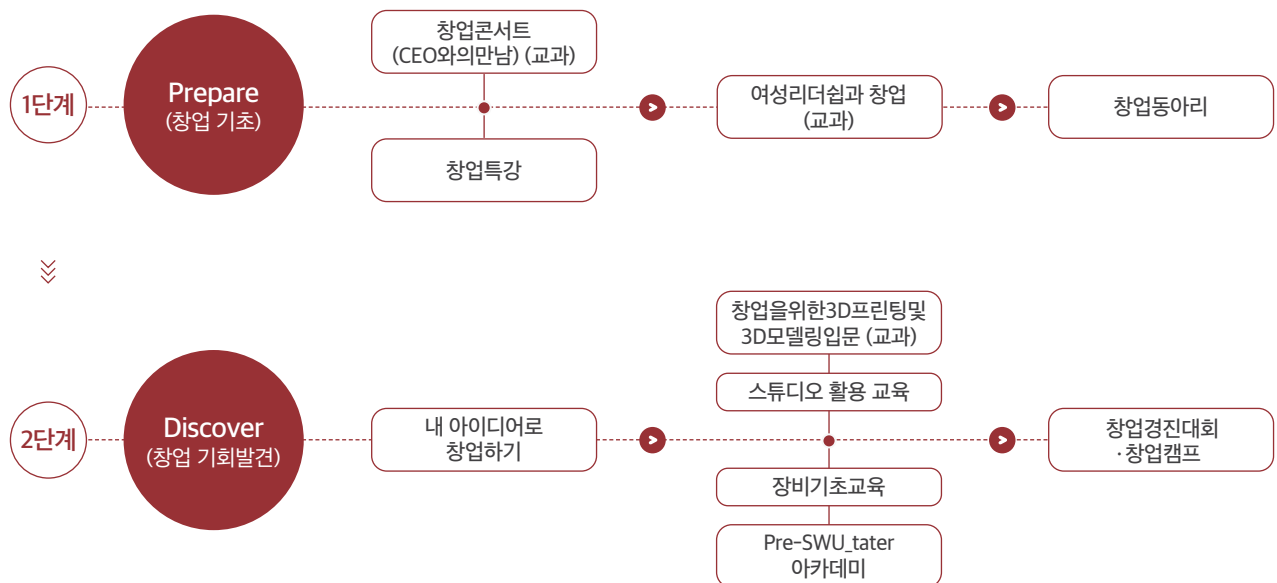 1단계
Prepare
(창업 기초)
창업콘서트
(CEO와의만남) (교과)
창업특강
여성리더쉽과 창업
(교과)
창업동아리
2단계
Discover
(창업 기회발견)
내 아이디어로
창업하기
창업을위한3D프린팅및
3D모델링입문 (교과)
스튜디오 활용 교육
장비기초교육
Pre-SWU_tater
아카데미
창업경진대회
·창업캠프